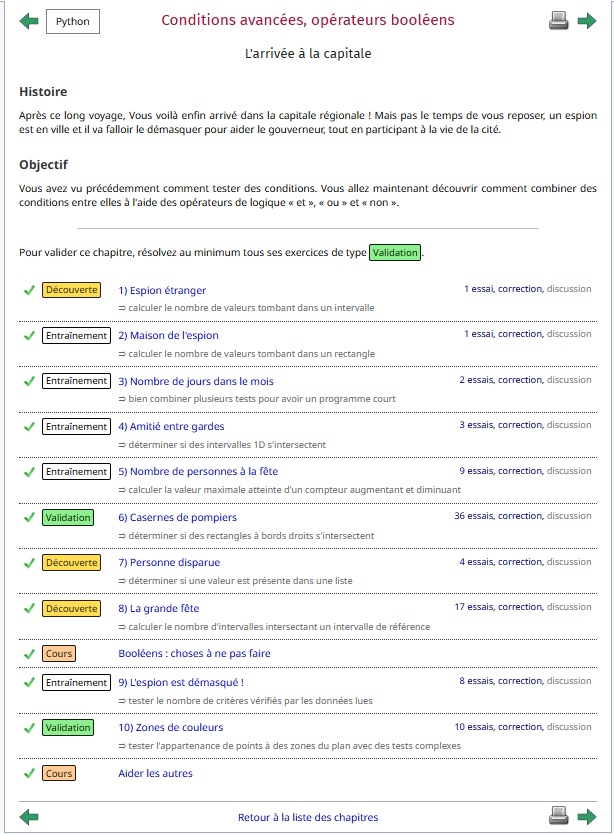 Python
Conditions avancées, opérateurs booléens
L'arrivée à la capitale
Histoire
Après ce long voyage, Vous voilà enfin arrivé dans la capitale régionale ! Mais pas le temps de vous reposer, un espion
est en ville et il va falloir le démasquer pour aider le gouverneur, tout en participant à la vie de la cité.
Objectif
Vous avez vu précédemment comment tester des conditions. Vous allez maintenant découvrir comment combiner des
conditions entre elles à l'aide des opérateurs de logique « et », « ou » et « non ».
Pour valider ce chapitre, résolvez au minimum tous ses exercices de type Validation.
Découverte 1) Espion étranger 1 essai, correction, discussion
⇒ calculer le nombre de valeurs tombant dans un intervalle
Entraînement 2) Maison de l'espion 1 essai, correction, discussion
⇒ calculer le nombre de valeurs tombant dans un rectangle
Entraînement 3) Nombre de jours dans le mois 2 essais, correction, discussion
⇒ bien combiner plusieurs tests pour avoir un programme court
Entraînement 4) Amitié entre gardes 3 essais, correction, discussion
⇒ déterminer si des intervalles 1D s'intersectent
Entraînement 5) Nombre de personnes à la fête 9 essais, correction, discussion
⇒ calculer la valeur maximale atteinte d'un compteur augmentant et diminuant
Validation 6) Casernes de pompiers 36 essais, correction, discussion
⇒ déterminer si des rectangles à bords droits s'intersectent
Découverte 7) Personne disparue 4 essais, correction, discussion
⇒ déterminer si une valeur est présente dans une liste
Découverte 8) La grande fête 17 essais, correction, discussion
⇒ calculer le nombre d'intervalles intersectant un intervalle de référence
Cours Booléens : choses à ne pas faire
Entraînement 9) L'espion est démasqué ! 8 essais, correction, discussion
⇒ tester le nombre de critères vérifiés par les données lues
Validation 10) Zones de couleurs 10 essais, correction, discussion
⇒ tester l'appartenance de points à des zones du plan avec des tests complexes
Cours Aider les autres
Retour à la liste des chapitres